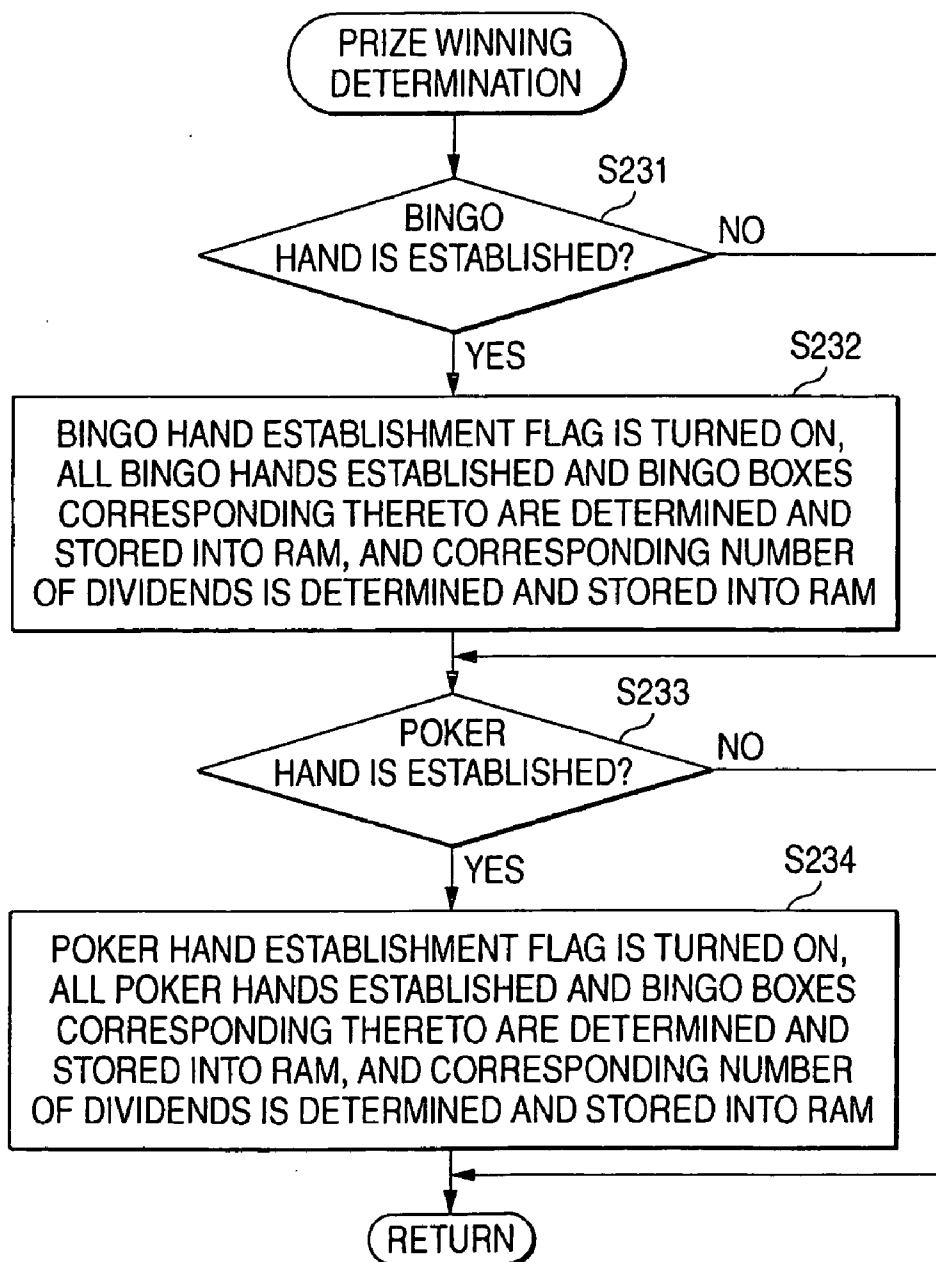 PRIZE WINNING
DETERMINATION
S231
BINGO
HAND IS ESTABLISHED?
NO
YES
S232
BINGO HAND ESTABLISHMENT FLAG IS TURNED ON,
ALL BINGO HANDS ESTABLISHED AND BINGO BOXES
CORRESPONDING THERETO ARE DETERMINED AND
STORED INTO RAM, AND CORRESPONDING NUMBER
OF DIVIDENDS IS DETERMINED AND STORED INTO RAM
S233
POKER
HAND IS ESTABLISHED?
NO
YES
S234
POKER HAND ESTABLISHMENT FLAG IS TURNED ON,
ALL POKER HANDS ESTABLISHED AND BINGO BOXES
CORRESPONDING THERETO ARE DETERMINED AND
STORED INTO RAM, AND CORRESPONDING NUMBER
OF DIVIDENDS IS DETERMINED AND STORED INTO RAM
RETURN